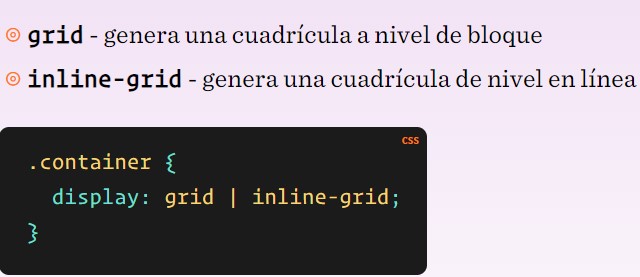 grid - genera una cuadrícula a nivel de bloque
inline-grid - genera una cuadrícula de nivel en línea
CSS
.container {
  display: grid | inline-grid;
}